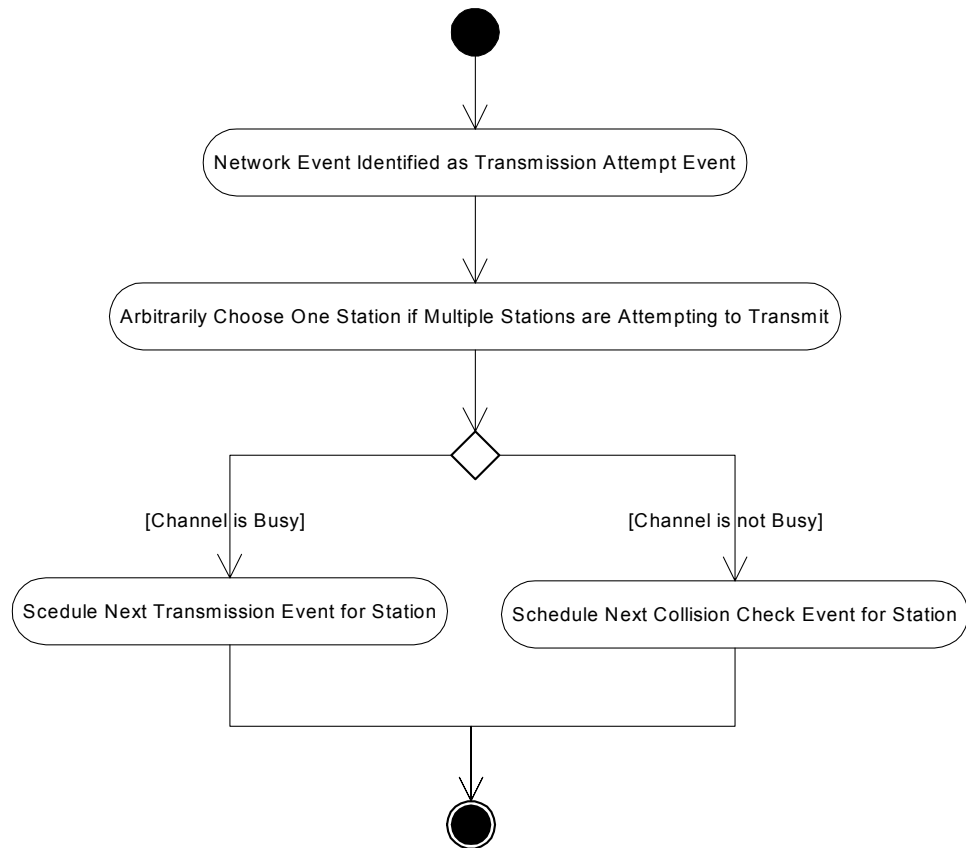 Network Event Identified as Transmission Attempt Event
Arbitrarily Choose One Station if Multiple Stations are Attempting to Transmit
[Channel is Busy]
[Channel is not Busy]
Scedule Next Transmission Event for Station
Schedule Next Collision Check Event for Station